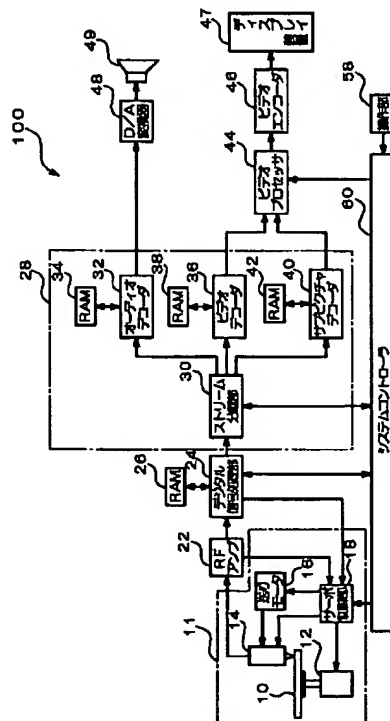 100
49
48
D/A
変換器
47
ディスプレイ
装置
46
ビデオ
エンコーダ
44
ビデオ
プロセッサ
58
操作部
28
34
RAM
32
オーディオ
デコーダ
38
RAM
36
ビデオ
デコーダ
42
RAM
40
サブピクチャ
デコーダ
30
ストリーム
分離部
26
RAM
24
デジタル
信号処理部
22
RF
アンプ
11
14
16
送りモータ
18
サーボ
制御部
10
12
60
システムコントローラ